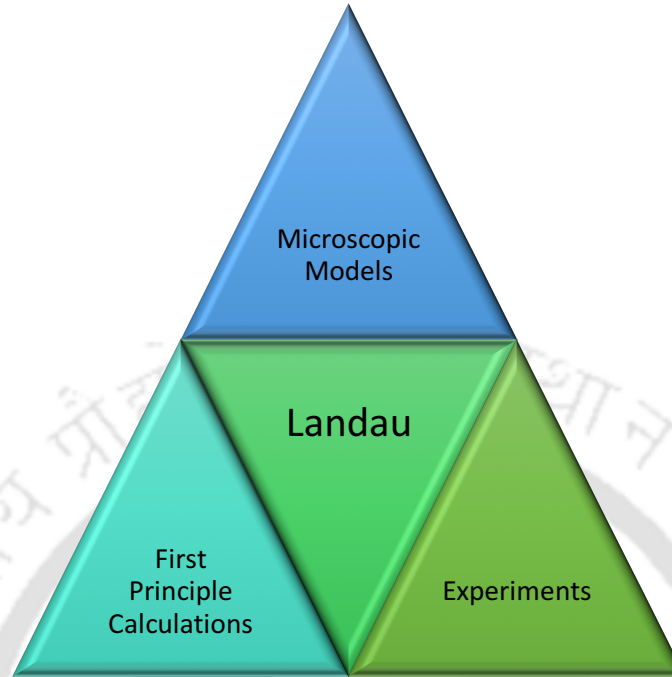 Microscopic
Models
Landau
First
Principle
Calculations
Experiments